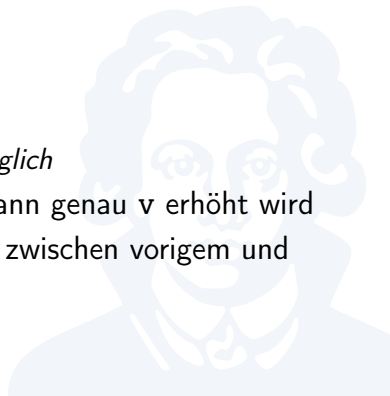 glich
ann genau v erhöht wird
zwischen vorigem und